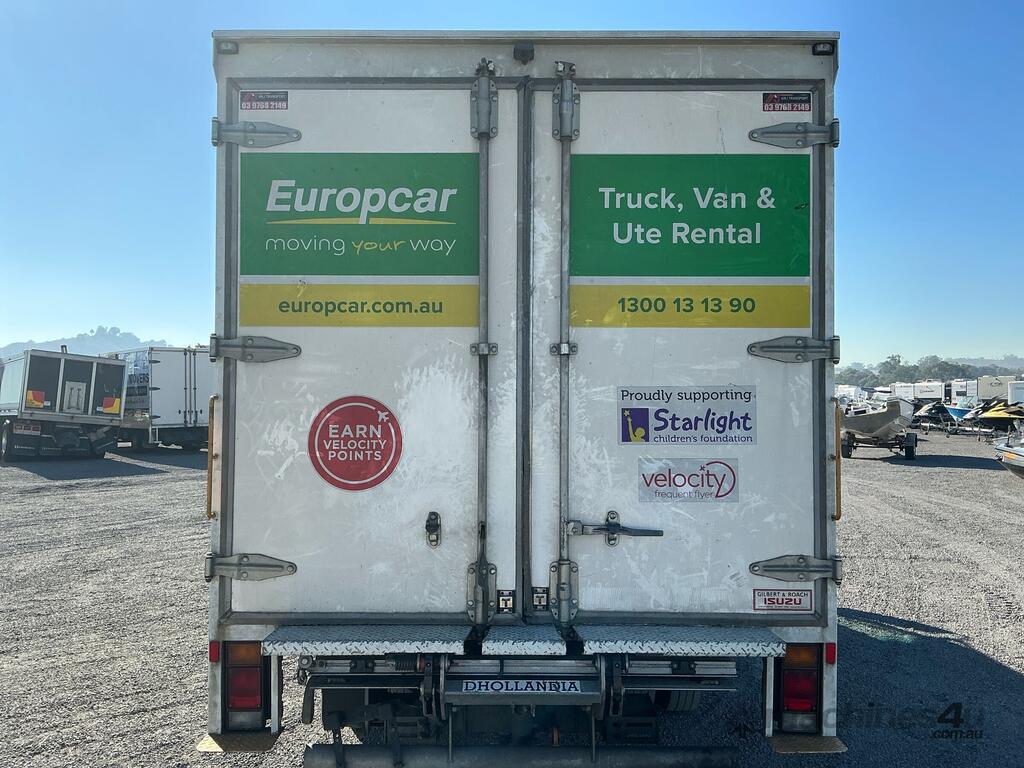 03 9768 2149
03 9768 2149
Europcar
moving your way
Truck, Van &
Ute Rental
europcar.com.au
1300 13 13 90
EARN
VELOCITY
POINTS
Proudly supporting
Starlight
children's foundation
velocity
frequent flyer
GILBERT & ROACH
ISUZU
T
T
DHOLLANDIA
machines4u
.com.au